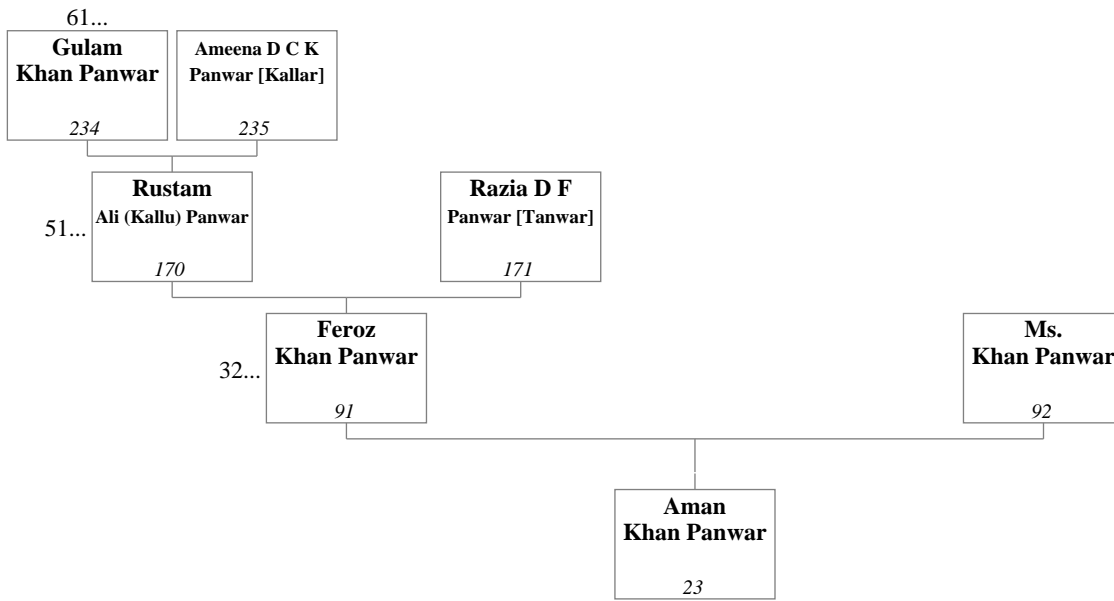 61...
Gulam
Khan Panwar
234
Ameena D C K
Panwar [Kallar]
235
51...
Rustam
Ali (Kallu) Panwar
170
Razia D F
Panwar [Tanwar]
171
32...
Feroz
Khan Panwar
91
Ms.
Khan Panwar
92
Aman
Khan Panwar
23